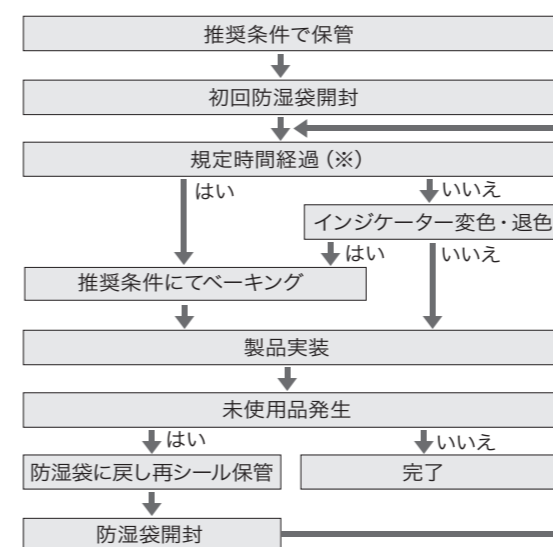 推奨条件で保管
初回防湿袋開封
規定時間経過（※）
はい
いいえ
インジケーター変色・退色
はい
いいえ
推奨条件にてベーキング
製品実装
未使用品発生
はい
いいえ
防湿袋に戻し再シール保管
完了
防湿袋開封